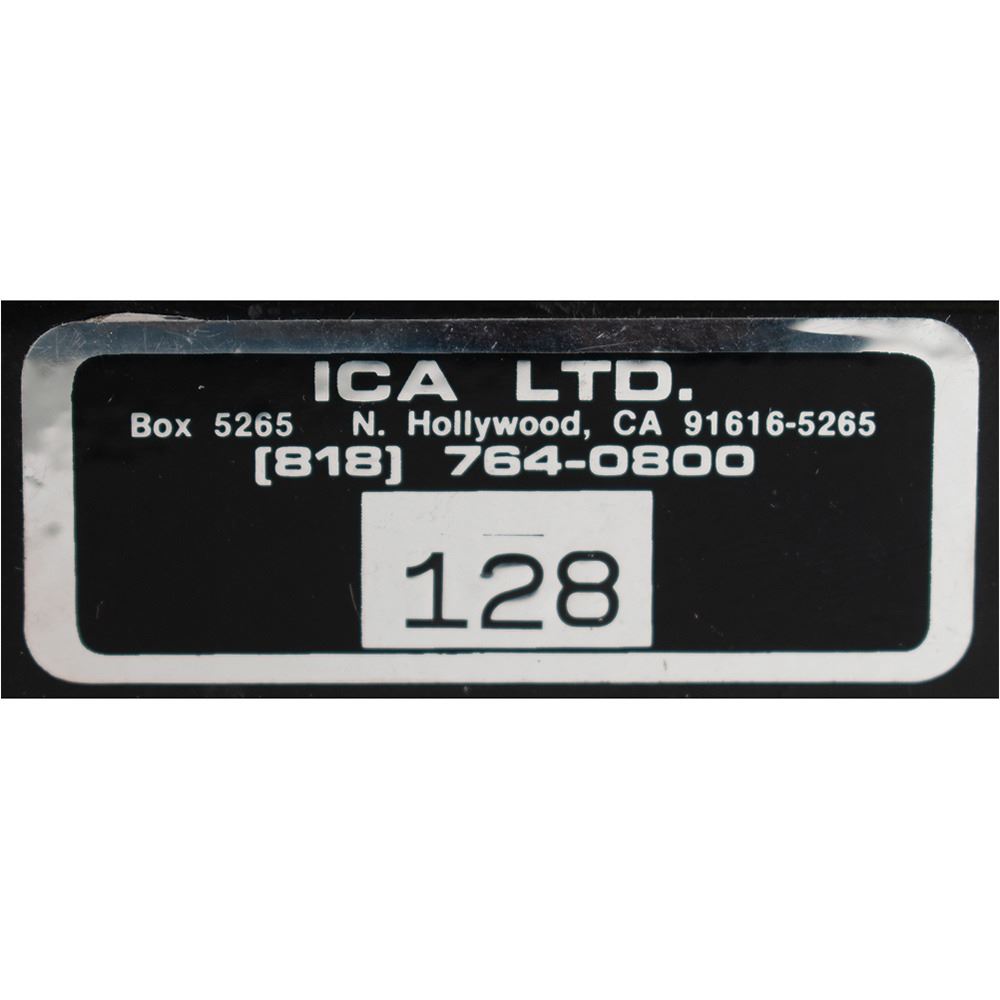 ICA LTD.
Box 5265 N. Hollywood, CA 91616-5265
(818) 764-0800
128